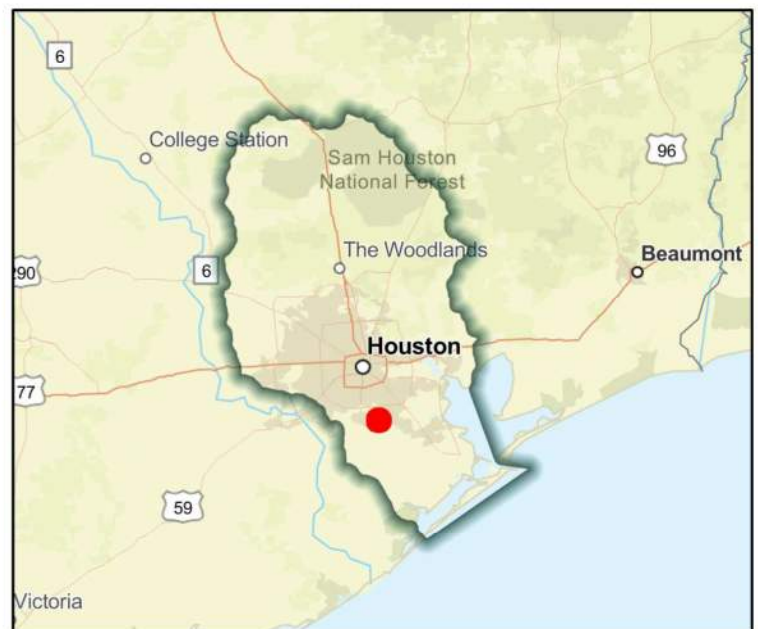 6
College Station
Sam Houston
National Forest
96
The Woodlands
Beaumont
290
6
Houston
77
59
Victoria